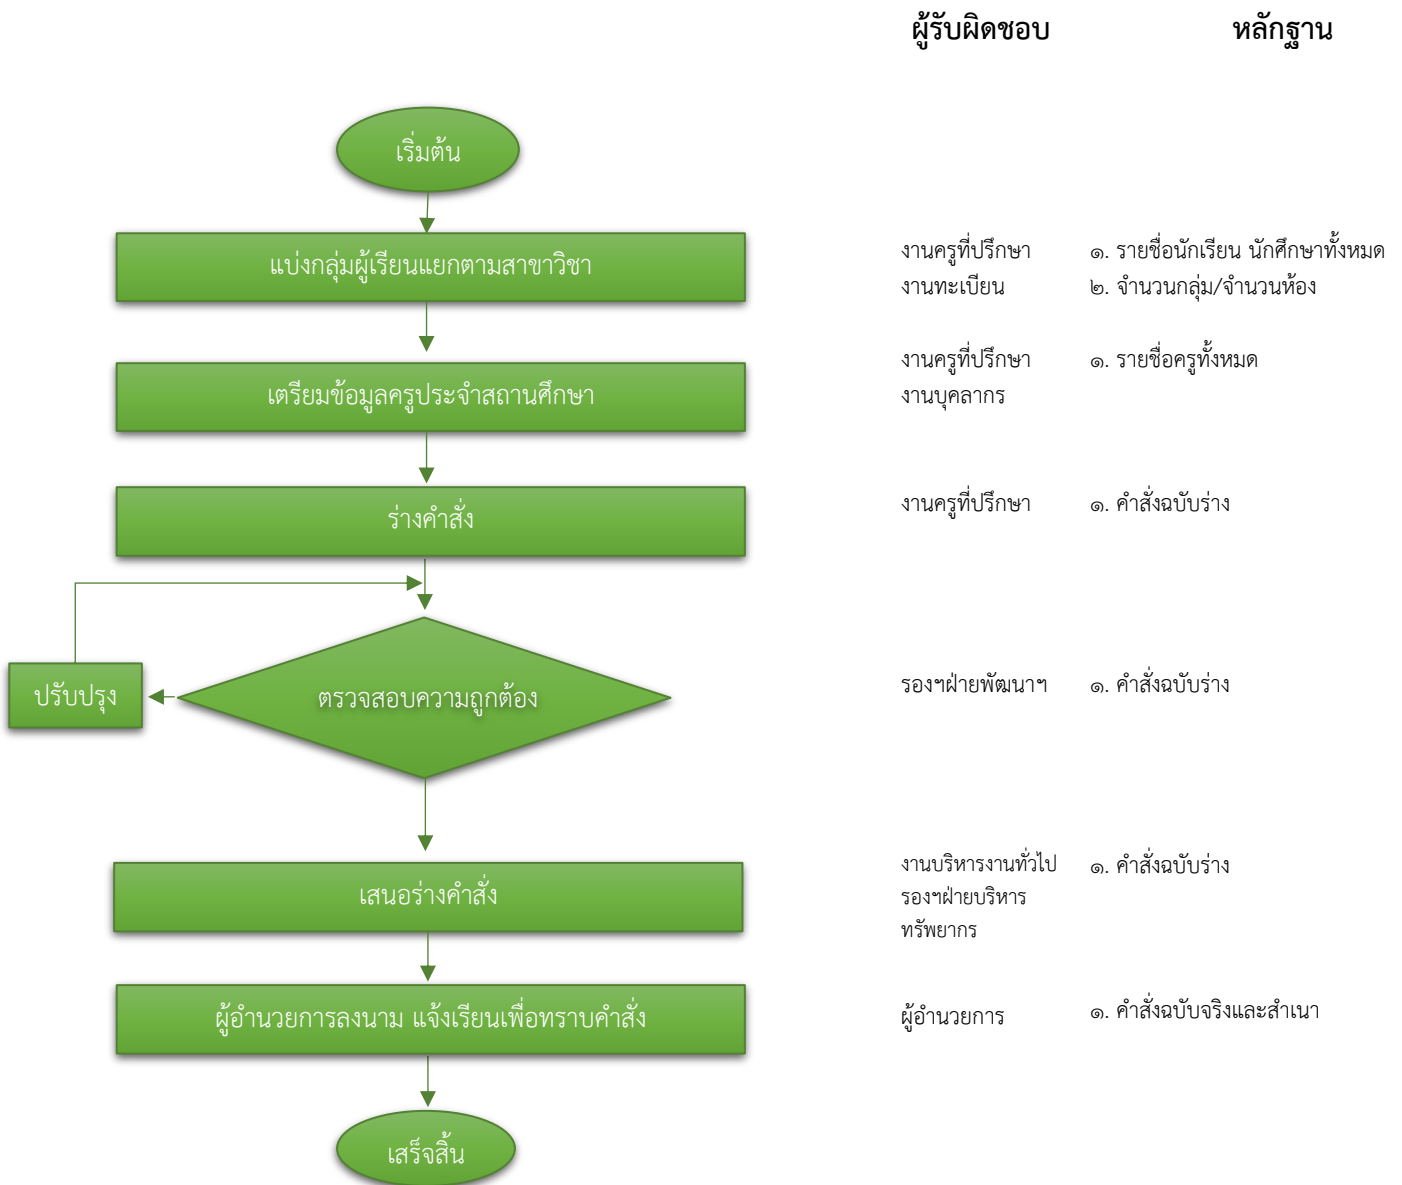 ผู้รับผิดชอบ หลักฐาน
เริ่มต้น
แบ่งกลุ่มผู้เรียนแยกตามสาขาวิชา
งานครูที่ปรึกษา ๑. รายชื่อนักเรียน นักศึกษาทั้งหมด
งานทะเบียน ๒. จำนวนกลุ่ม/จำนวนห้อง
เตรียมข้อมูลครูประจำสถานศึกษา
งานครูที่ปรึกษา ๑. รายชื่อครูทั้งหมด
งานบุคลากร
ร่างคำสั่ง
งานครูที่ปรึกษา ๑. คำสั่งฉบับร่าง
ปรับปรุง
ตรวจสอบความถูกต้อง
รองฯฝ่ายพัฒนาฯ ๑. คำสั่งฉบับร่าง
เสนอร่างคำสั่ง
งานบริหารงานทั่วไป ๑. คำสั่งฉบับร่าง
รองฯฝ่ายบริหาร
ทรัพยากร
ผู้อำนวยการลงนาม แจ้งเรียนเพื่อทราบคำสั่ง
ผู้อำนวยการ ๑. คำสั่งฉบับจริงและสำเนา
เสร็จสิ้น